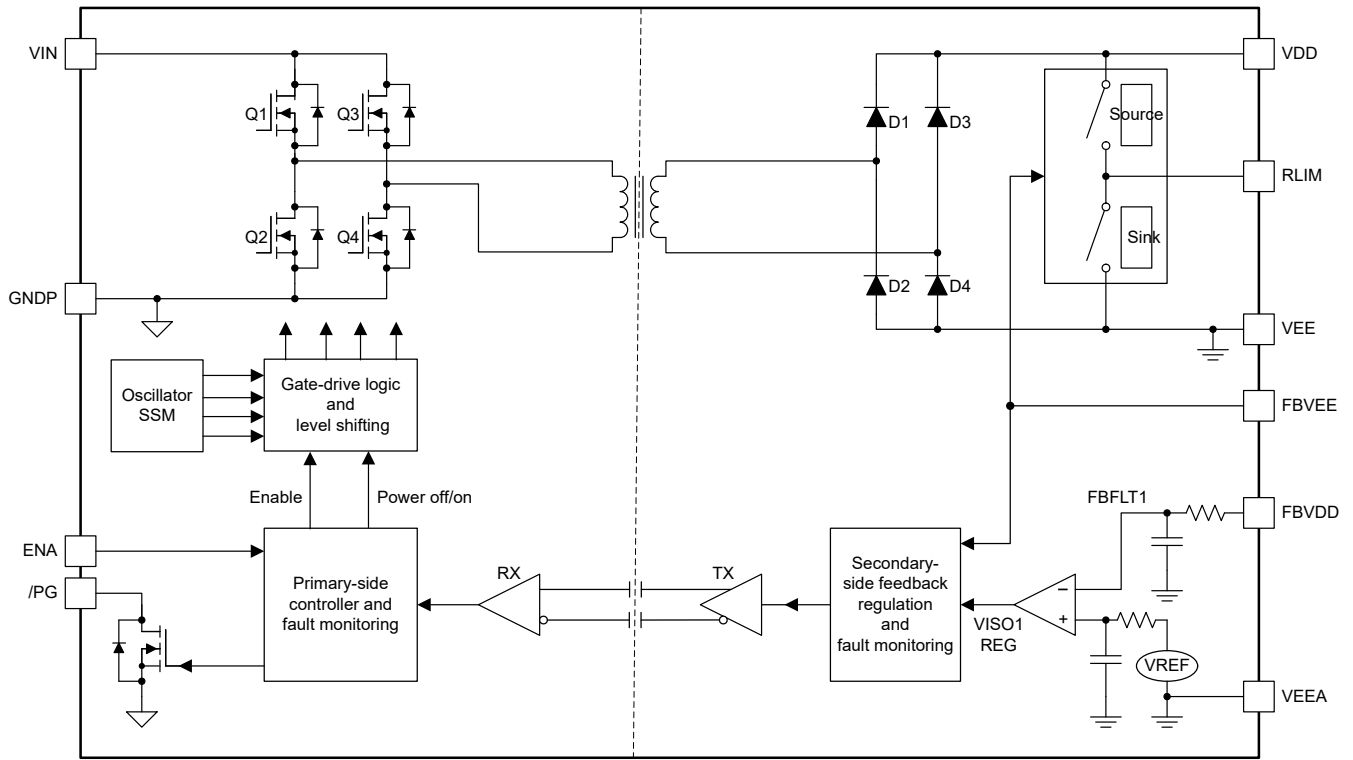 VIN
VDD
Q1
Q3
D1
D3
Source
RLIM
Q2
Q4
Sink
D2
D4
GNDP
VEE
Oscillator
SSM
Gate-drive logic
and
level shifting
FBVEE
Enable
Power off/on
FBFLT1
FBVDD
ENA
/PG
Primary-side
controller and
fault monitoring
RX
TX
Secondary-
side feedback
regulation
and
fault monitoring
VISO1
REG
–
+
VREF
VEEA